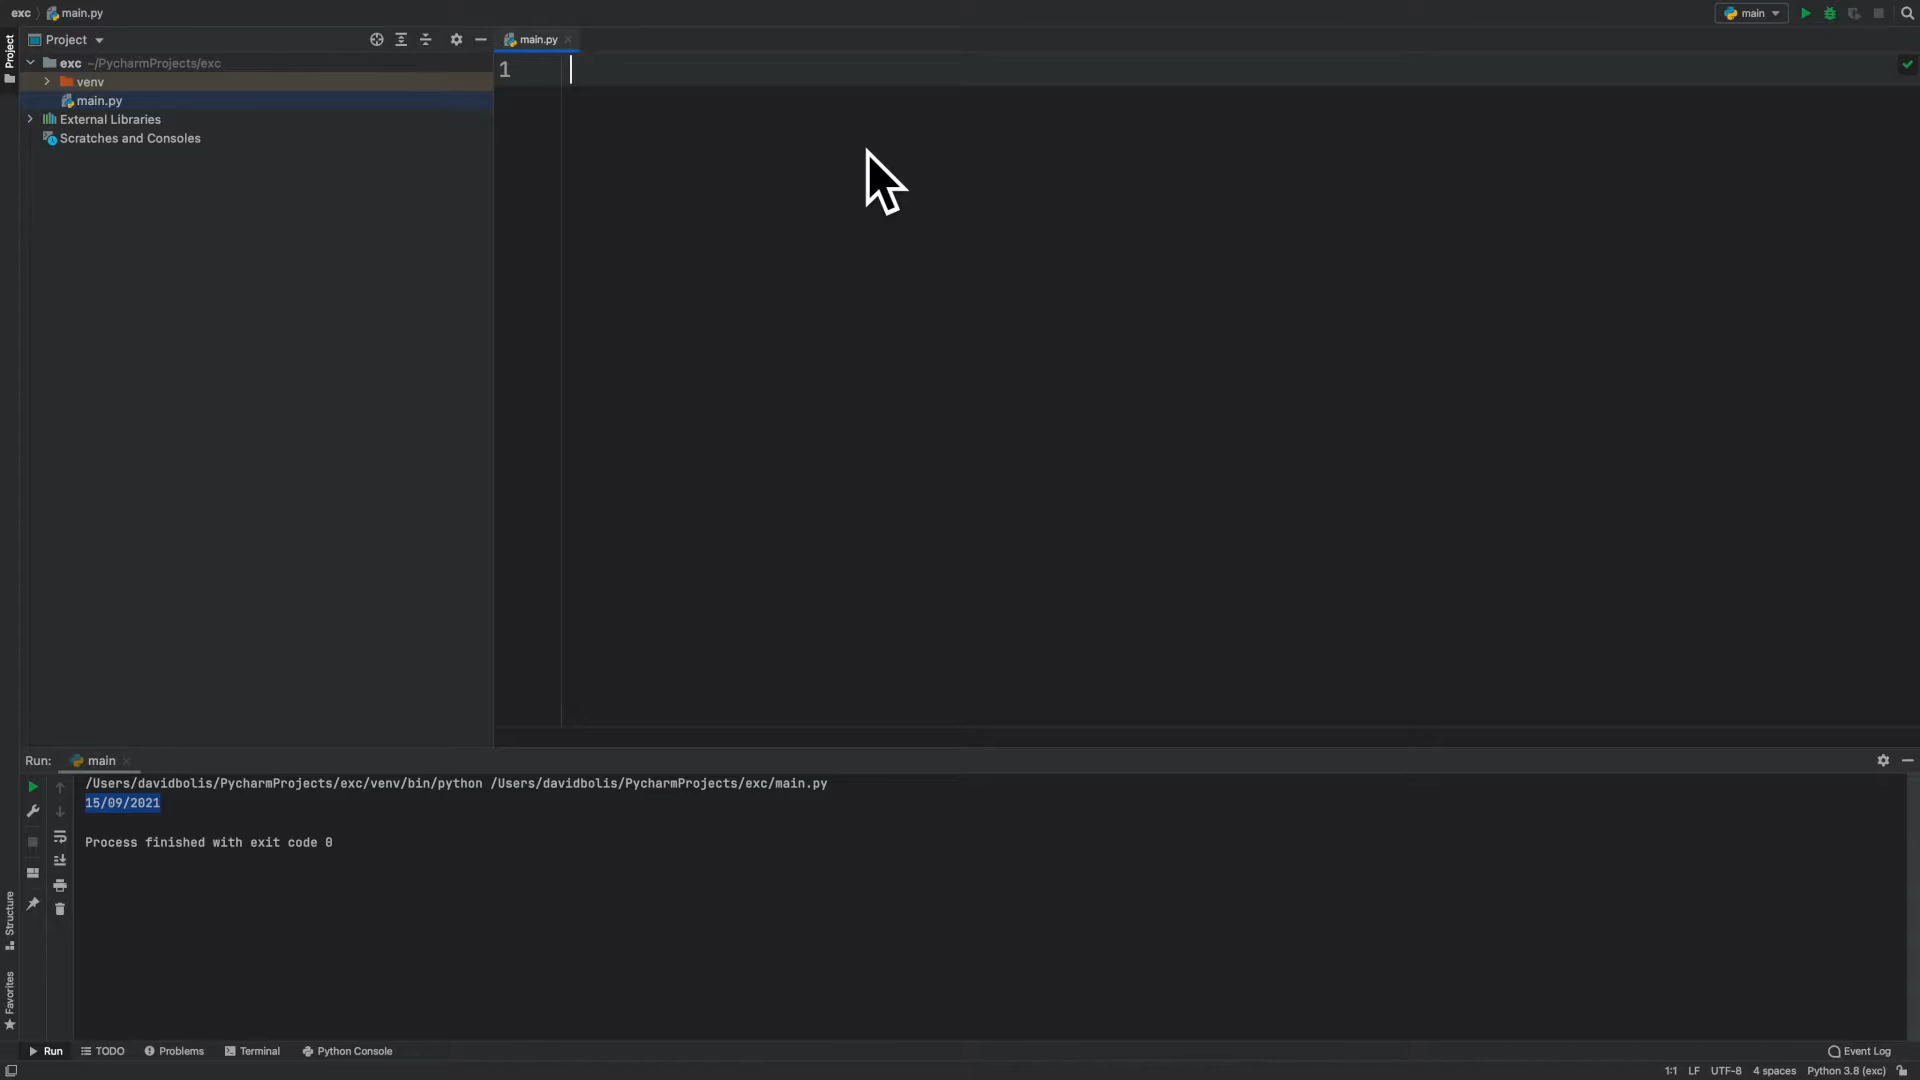 exc main.py
main
Project
Project
main.py
exc ~/PycharmProjects/exc
1
venv
main.py
External Libraries
Scratches and Consoles
Run: main
/Users/davidbolis/PycharmProjects/exc/venv/bin/python /Users/davidbolis/PycharmProjects/exc/main.py
15/09/2021
Process finished with exit code 0
Structure
Favorites
Run TODO Problems Terminal Python Console Event Log
1:1 LF UTF-8 4 spaces Python 3.8 (exc)